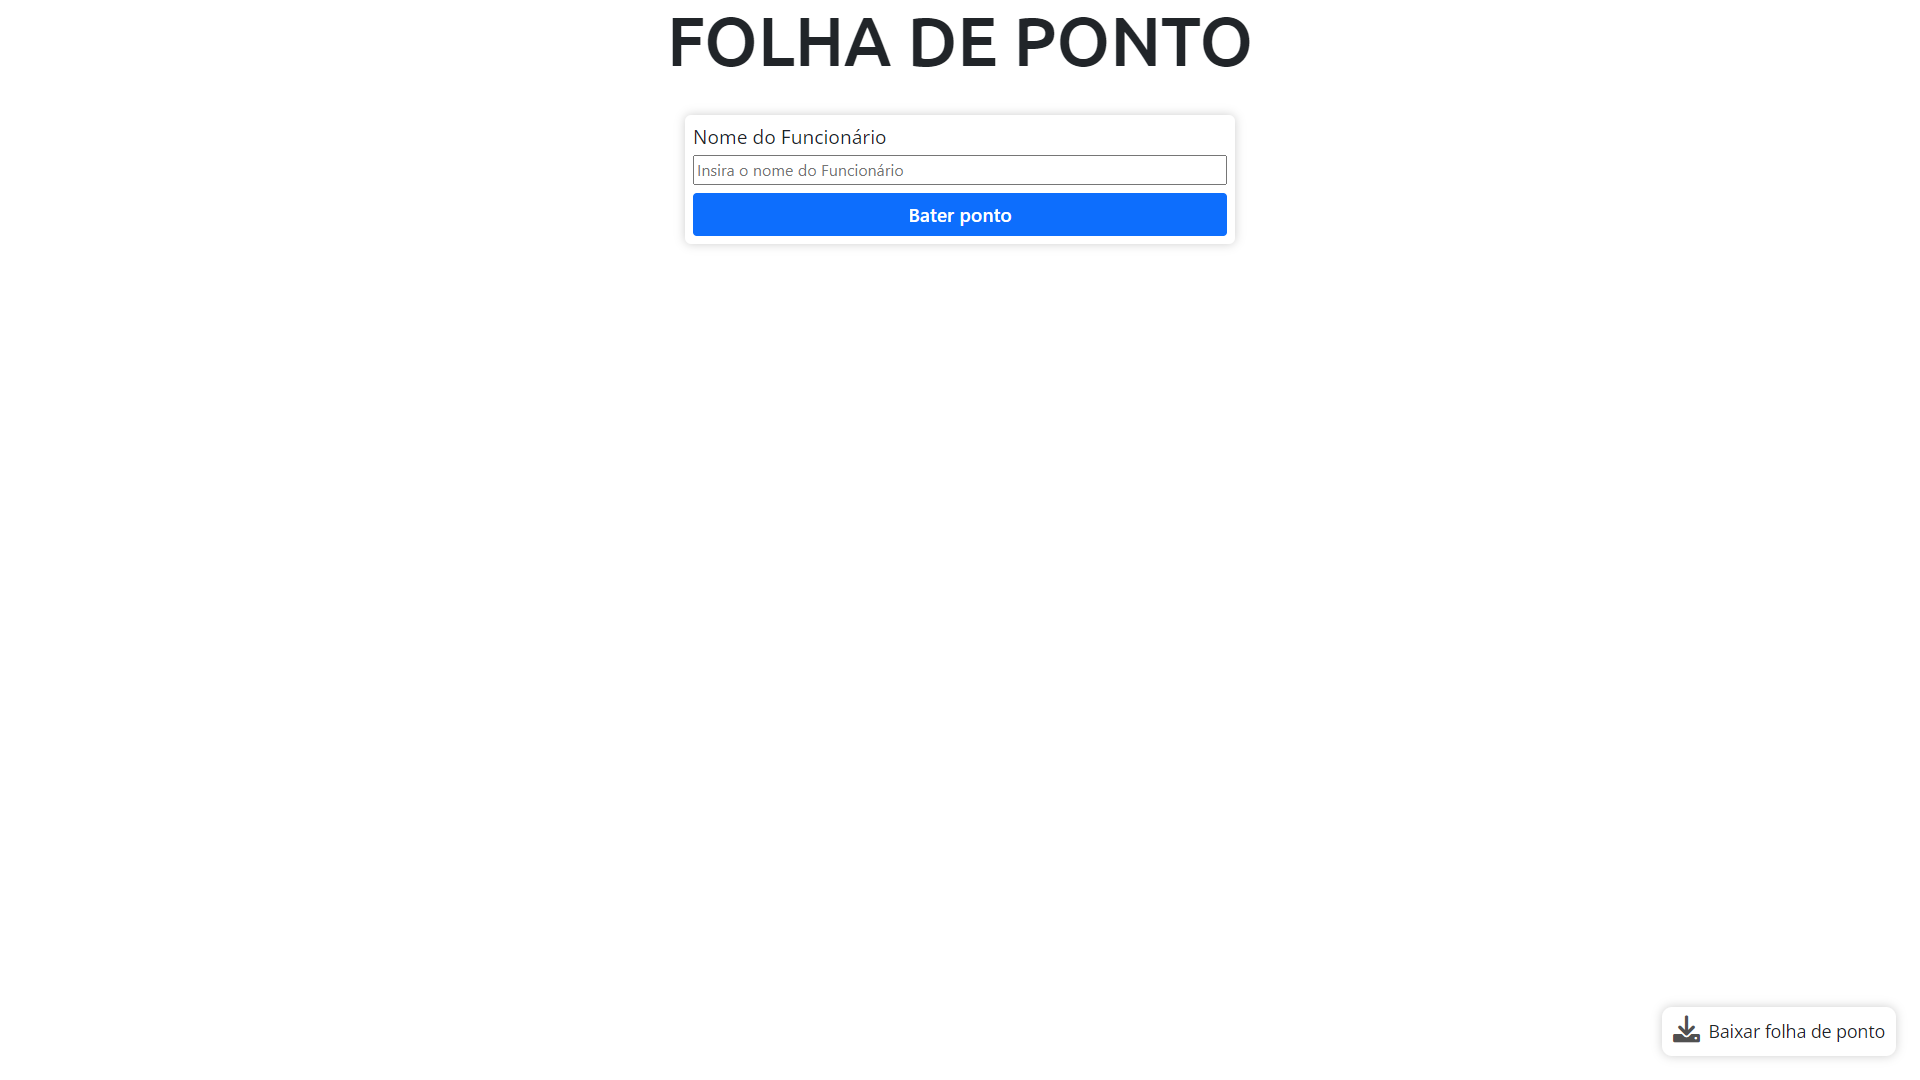 FOLHA DE PONTO
Nome do Funcionário
Insira o nome do Funcionário
Bater ponto
Baixar folha de ponto